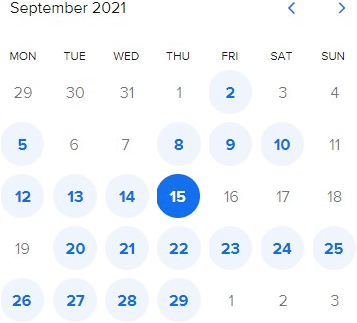 September 2021
MON TUE WED THU FRI SAT SUN
29 30 31 1 2 3 4
5 6 7 8 9 10 11
12 13 14 15 16 17 18
19 20 21 22 23 24 25
26 27 28 29 1 2 3